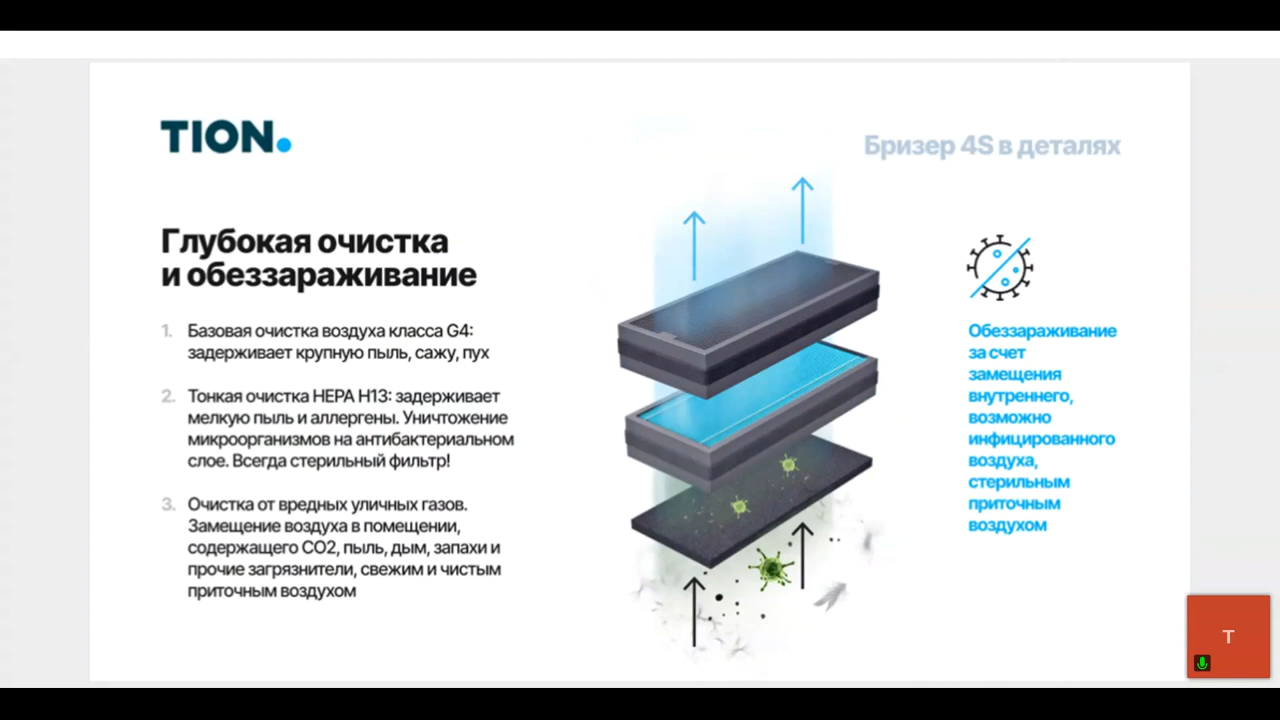 TION.
Бризер 4S в деталях
Глубокая очистка
и обеззараживание
1. Базовая очистка воздуха класса G4:
задерживает крупную пыль, сажу, пух
2. Тонкая очистка HEPA H13: задерживает
мелкую пыль и аллергены. Уничтожение
микроорганизмов на антибактериальном
слое. Всегда стерильный фильтр!
3. Очистка от вредных уличных газов.
Замещение воздуха в помещении,
содержащего CO2, пыль, дым, запахи и
прочие загрязнители, свежим и чистым
приточным воздухом
Обеззараживание
за счет
замещения
внутреннего,
возможно
инфицированного
воздуха,
стерильным
приточным
воздухом
T